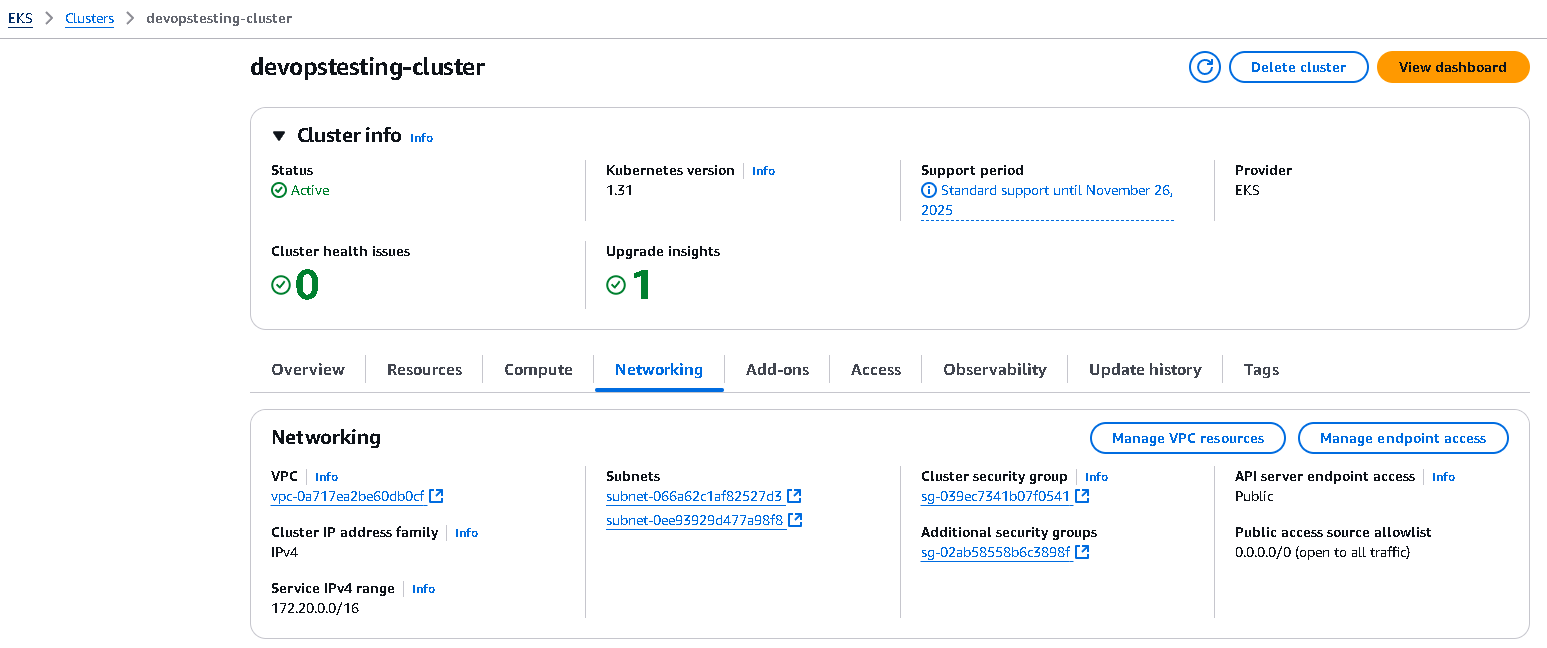 EKS > Clusters > devopstesting-cluster
devopstesting-cluster
Delete cluster
View dashboard
Cluster info Info
Status
Active
Kubernetes version Info
1.31
Support period
Standard support until November 26,
2025
Provider
EKS
Cluster health issues
0
Upgrade insights
1
Overview Resources Compute Networking Add-ons Access Observability Update history Tags
Networking
Manage VPC resources
Manage endpoint access
VPC Info
vpc-0a717ea2be60db0cf
Cluster IP address family Info
IPv4
Service IPv4 range Info
172.20.0.0/16
Subnets
subnet-066a62c1af82527d3
subnet-0ee93929d477a98f8
Cluster security group Info
sg-039ec7341b07f0541
Additional security groups
sg-02ab58558b6c3898f
API server endpoint access Info
Public
Public access source allowlist
0.0.0.0/0 (open to all traffic)